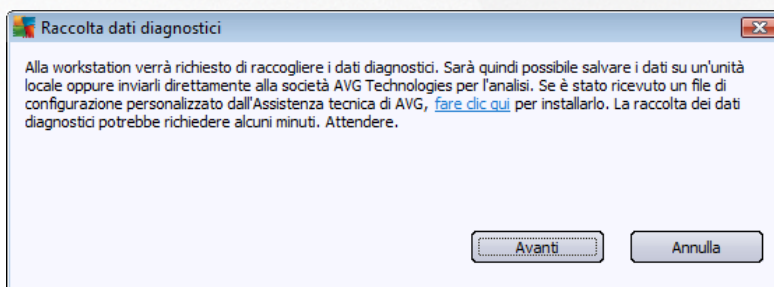 Raccolta dati diagnostici
Alla workstation verrà richiesto di raccogliere i dati diagnostici. Sarà quindi possibile salvare i dati su un'unità
locale oppure inviarli direttamente alla società AVG Technologies per l'analisi. Se è stato ricevuto un file di
configurazione personalizzato dall'Assistenza tecnica di AVG, fare clic qui per installarlo. La raccolta dei dati
diagnostici potrebbe richiedere alcuni minuti. Attendere.
Avanti
Annulla